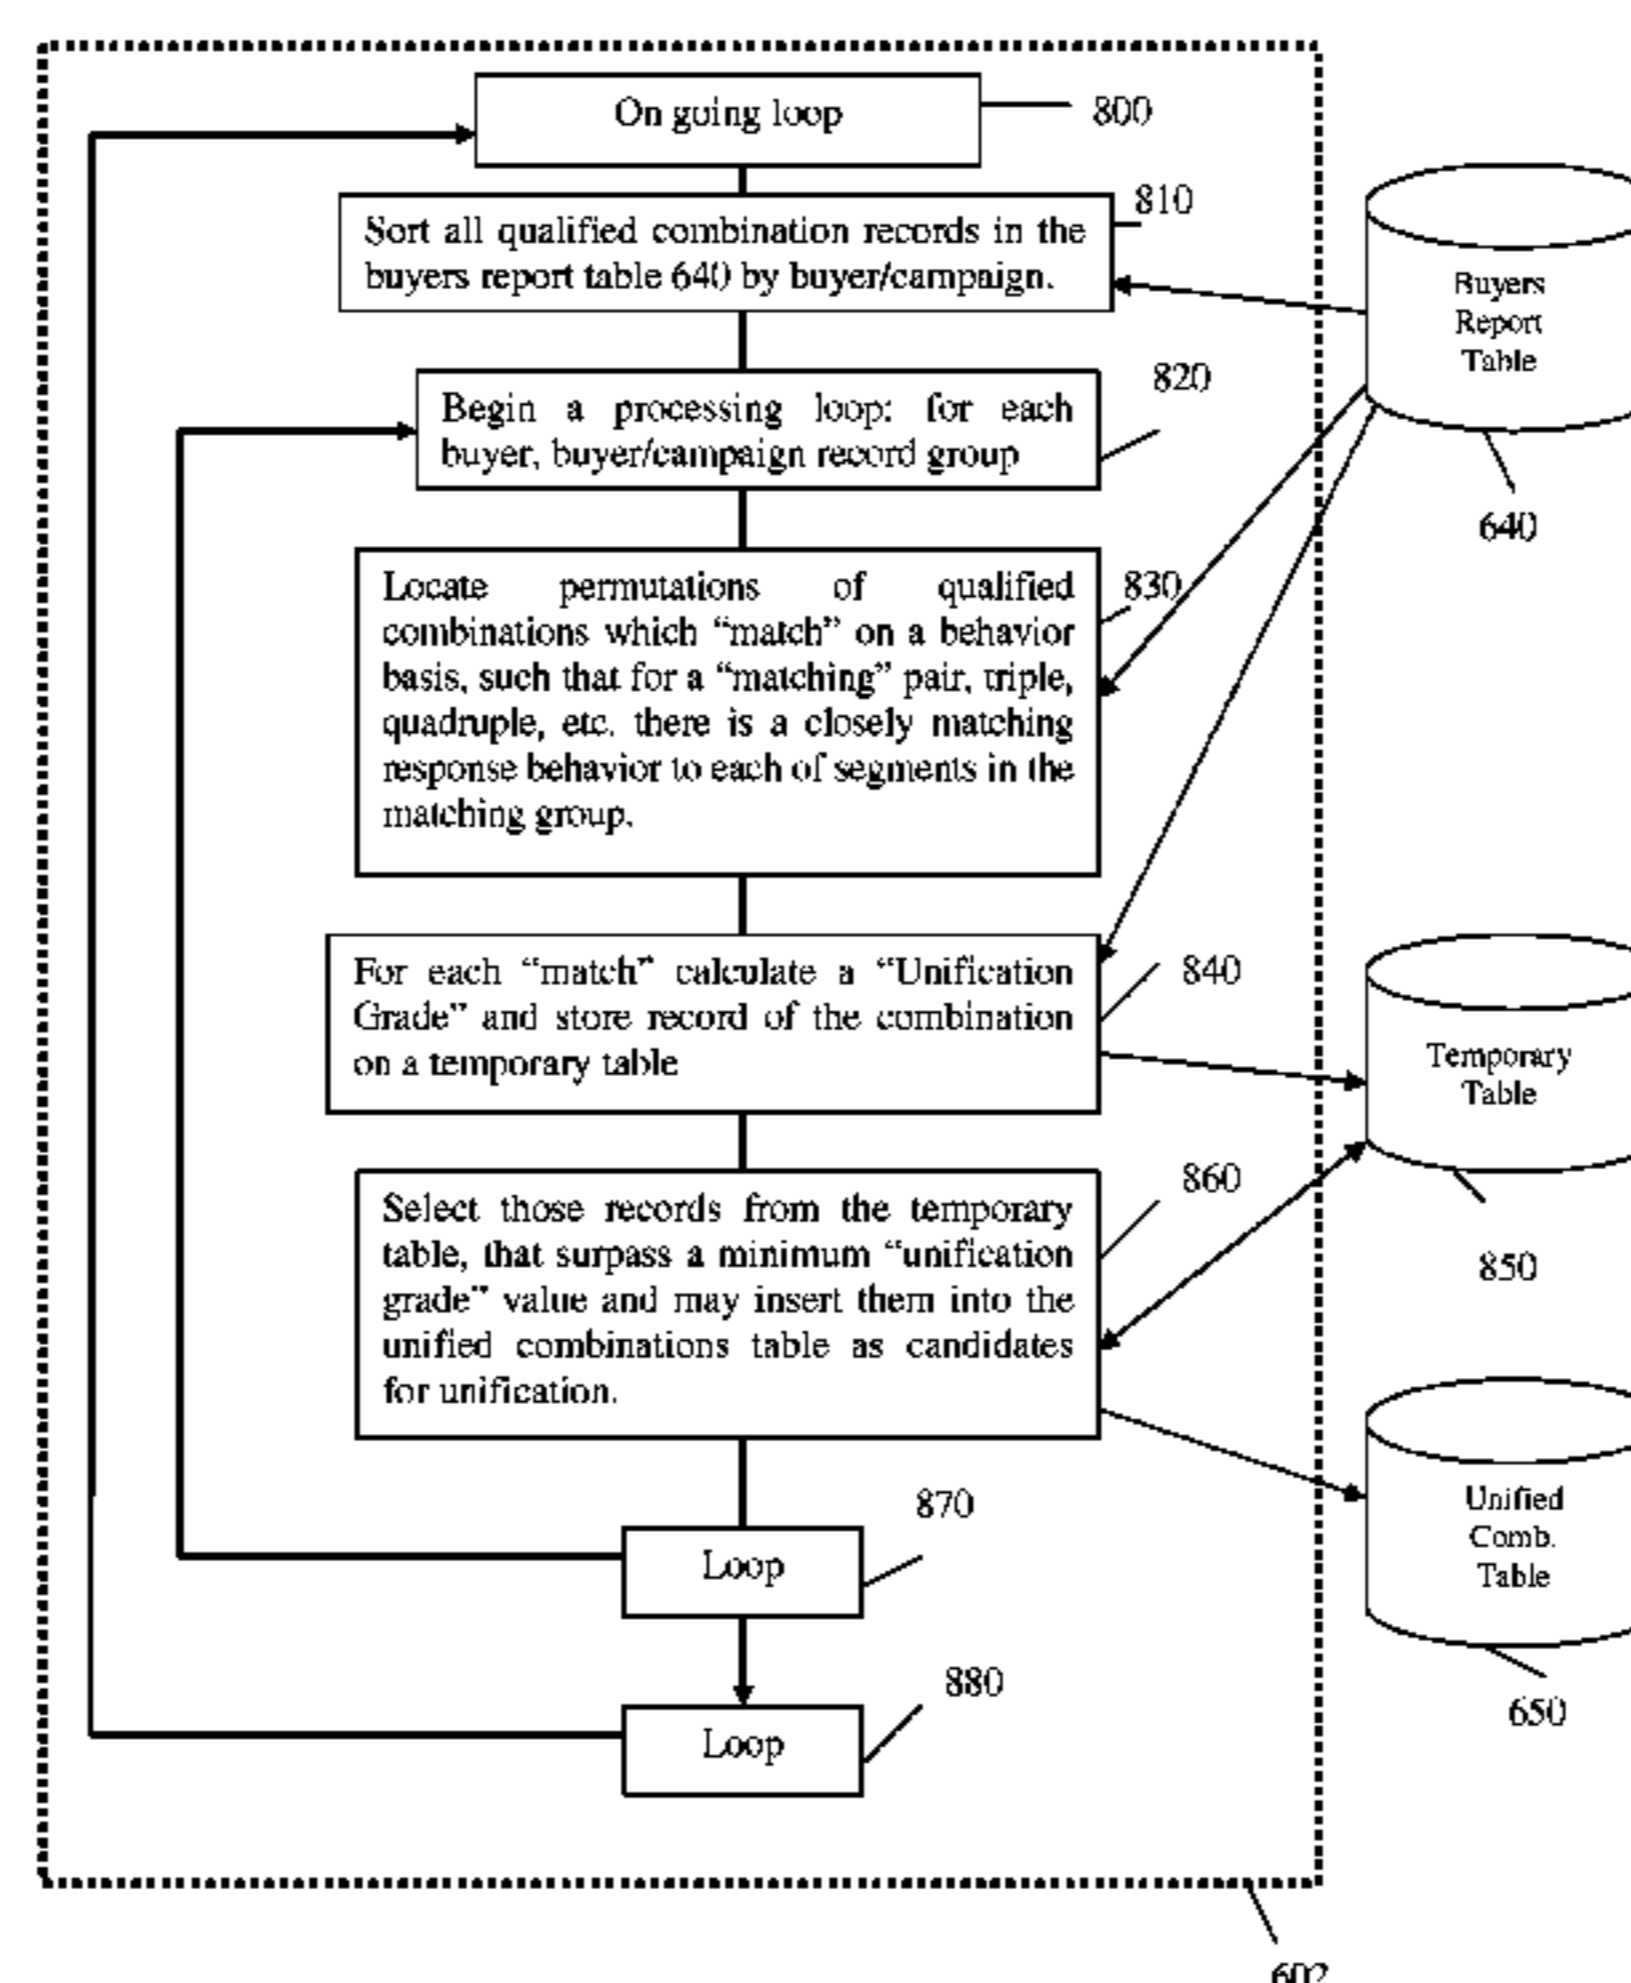 On going loop
800
810
Sort all qualified combination records in the
buyers report table 640 by buyer/campaign.
Buyers
Report
Table
820
Begin a processing loop: for each
buyer, buyer/campaign record group
640
830
Locate permutations of qualified
combinations which “match” on a behavior
basis, such that for a “matching” pair, triple,
quadruple, etc. there is a closely matching
response behavior to each of segments in the
matching group.
840
For each “match” calculate a “Unification
Grade” and store record of the combination
on a temporary table
Temporary
Table
860
850
Select those records from the temporary
table, that surpass a minimum “unification
grade” value and may insert them into the
unified combinations table as candidates
for unification.
Unified
Comb.
Table
870
Loop
880
650
Loop
602